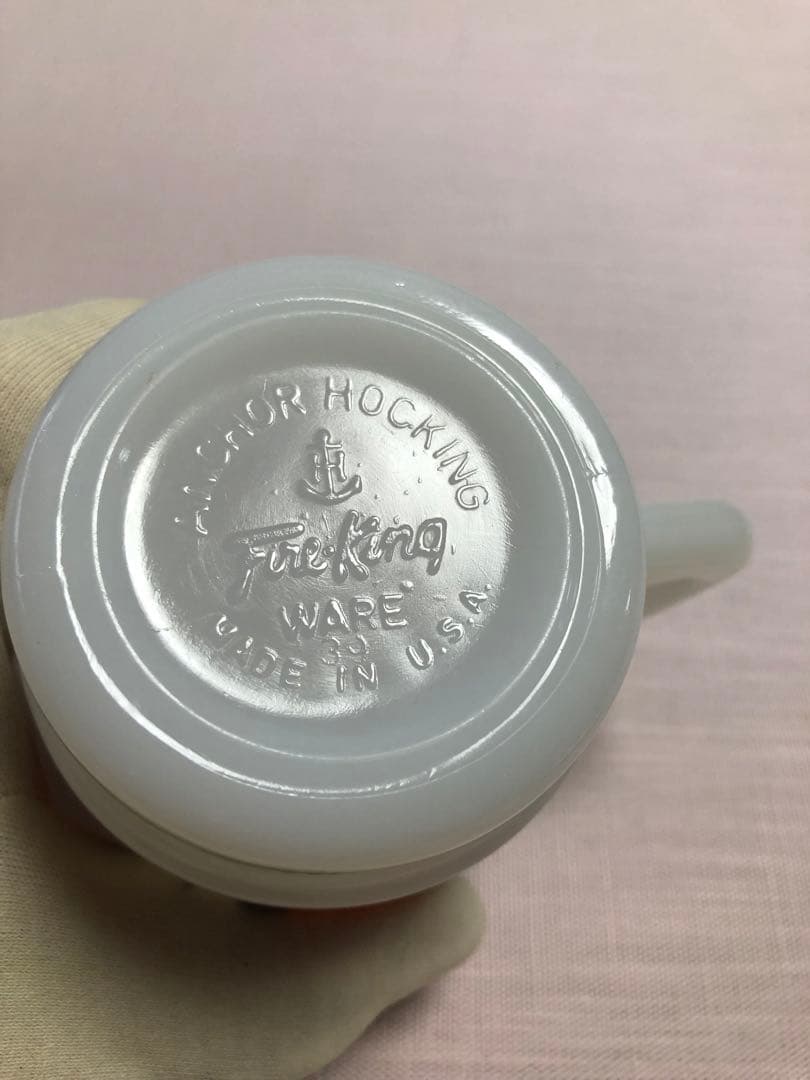 ANCHOR HOCKING
Fire-King
WARE
30
MADE IN U.S.A.